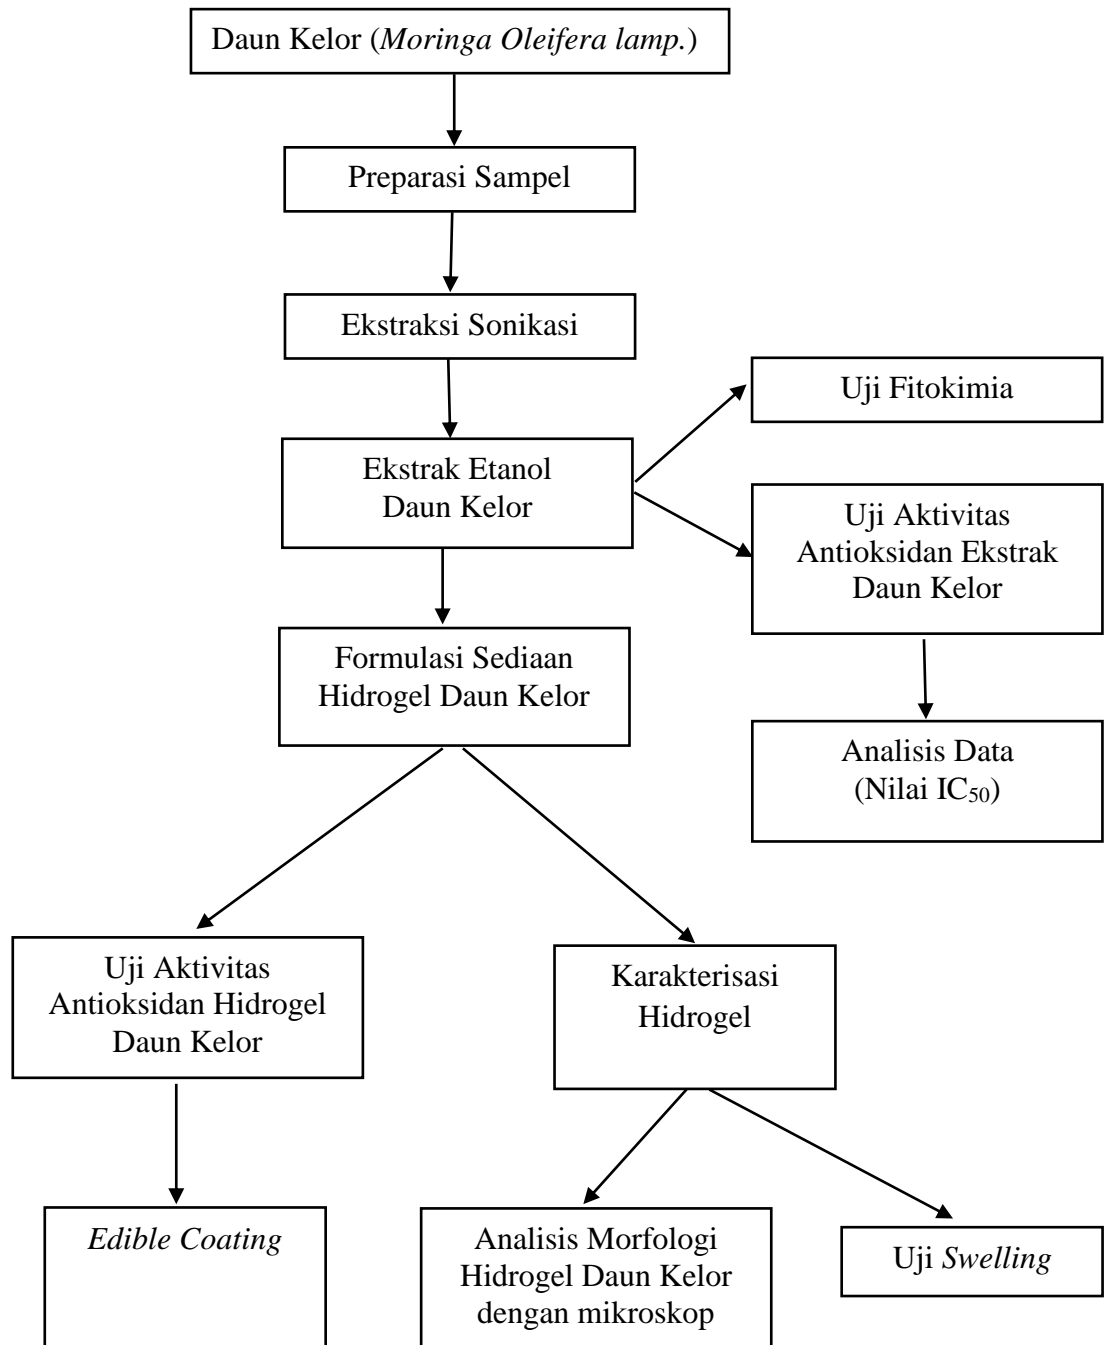 Daun Kelor (Moringa Oleifera lamp.)
Preparasi Sampel
Ekstraksi Sonikasi
Uji Fitokimia
Ekstrak Etanol
Daun Kelor
Uji Aktivitas
Antioksidan Ekstrak
Daun Kelor
Formulasi Sediaan
Hidrogel Daun Kelor
Analisis Data
(Nilai IC₅₀)
Uji Aktivitas
Antioksidan Hidrogel
Daun Kelor
Karakterisasi
Hidrogel
Edible Coating
Analisis Morfologi
Hidrogel Daun Kelor
dengan mikroskop
Uji Swelling